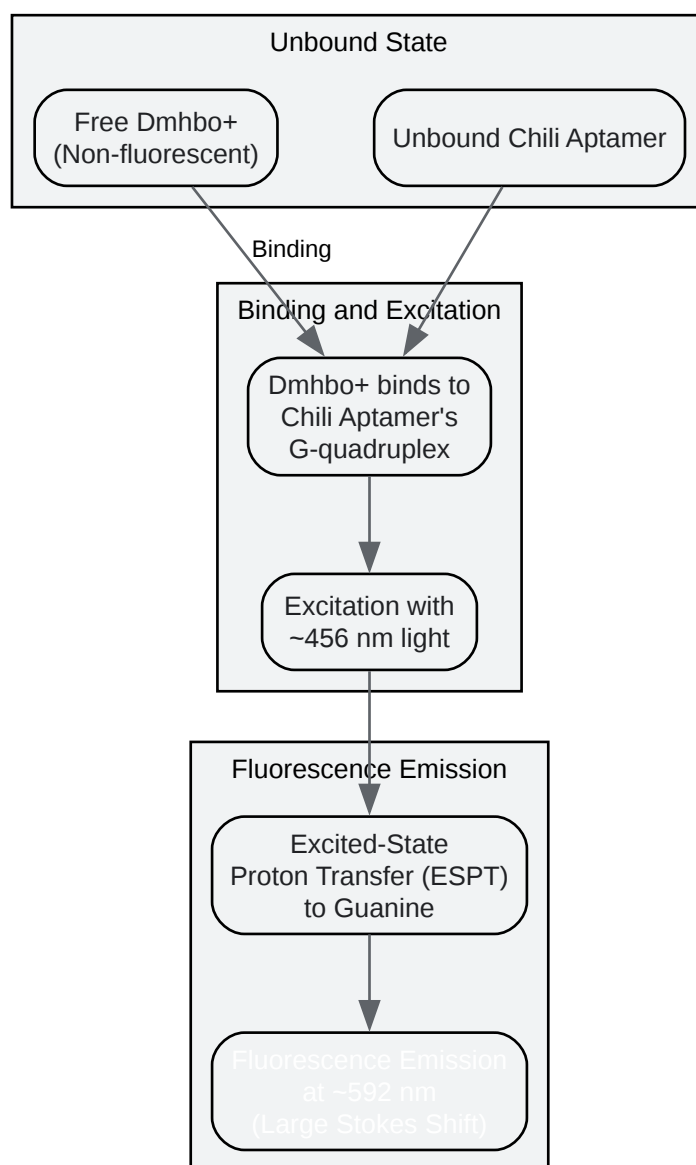 Unbound State
Free Dmhbo+
(Non-fluorescent)
Unbound Chili Aptamer
Binding
Binding and Excitation
Dmhbo+ binds to
Chili Aptamer's
G-quadruplex
Excitation with
~456 nm light
Fluorescence Emission
Excited-State
Proton Transfer (ESPT)
to Guanine
Fluorescence Emission
at ~592 nm
(Large Stokes Shift)